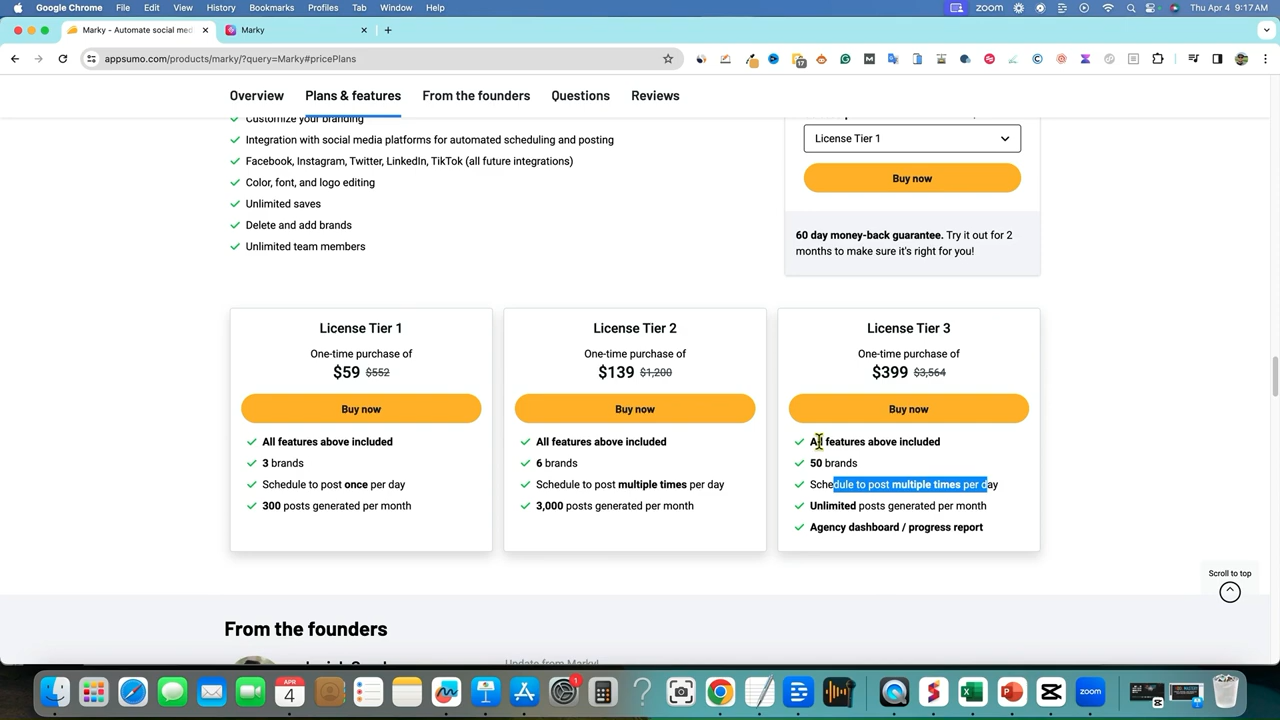 Google Chrome File Edit View History Bookmarks Profiles Tab Window Help zoom Thu Apr 4 9:17 AM
Marky - Automate social med Marky
appsumo.com/products/marky/?query=Marky#pricePlans
17
Overview Plans & features From the founders Questions Reviews
Customize your branding
Integration with social media platforms for automated scheduling and posting
Facebook, Instagram, Twitter, LinkedIn, TikTok (all future integrations)
Color, font, and logo editing
Unlimited saves
Delete and add brands
Unlimited team members
License Tier 1
Buy now
60 day money-back guarantee. Try it out for 2
months to make sure it's right for you!
License Tier 1
One-time purchase of
$59 $552
Buy now
All features above included
3 brands
Schedule to post once per day
300 posts generated per month
License Tier 2
One-time purchase of
$139 $1,200
Buy now
All features above included
6 brands
Schedule to post multiple times per day
3,000 posts generated per month
License Tier 3
One-time purchase of
$399 $3,564
Buy now
All features above included
50 brands
Schedule to post multiple times per day
Unlimited posts generated per month
Agency dashboard / progress report
Scroll to top
From the founders
Update from Marky!
APR
4
1
zoom